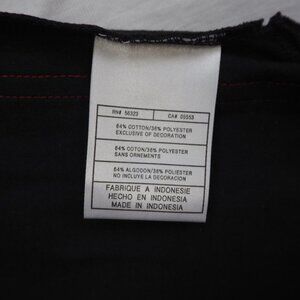 RN# 56323 CA# 05553
64% COTTON/36% POLYESTER
EXCLUSIVE OF DECORATION
64% COTTON/36% POLYESTER
SANS ORNEMENTS
64% ALGODON/36% POLIESTER
NO INCLUYE LA DECORACION
FABRIQUE A INDONESIE
HECHO EN INDONESIA
MADE IN INDONESIA